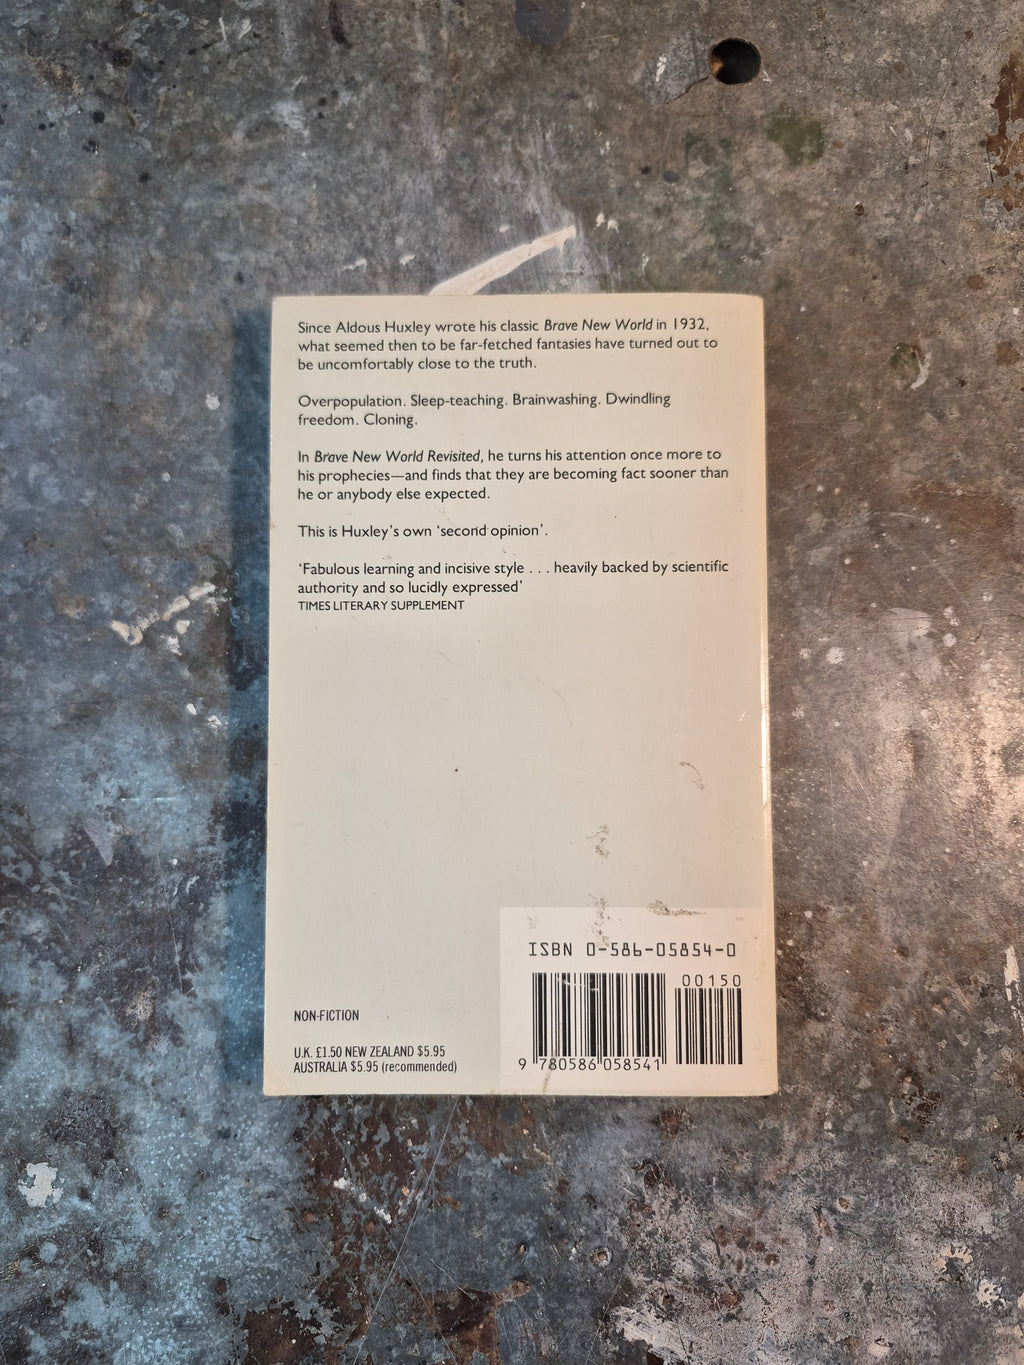 Since Aldous Huxley wrote his classic Brave New World in 1932,
what seemed then to be far-fetched fantasies have turned out to
be uncomfortably close to the truth.
Overpopulation. Sleep-teaching. Brainwashing. Dwindling
freedom. Cloning.
In Brave New World Revisited, he turns his attention once more to
his prophecies—and finds that they are becoming fact sooner than
he or anybody else expected.
This is Huxley's own ‘second opinion’.
‘Fabulous learning and incisive style . . . heavily backed by scientific
authority and so lucidly expressed’
TIMES LITERARY SUPPLEMENT
ISBN 0-586-05854-0
00150
9 780586 058541
NON-FICTION
U.K. £1.50 NEW ZEALAND $5.95
AUSTRALIA $5.95 (recommended)